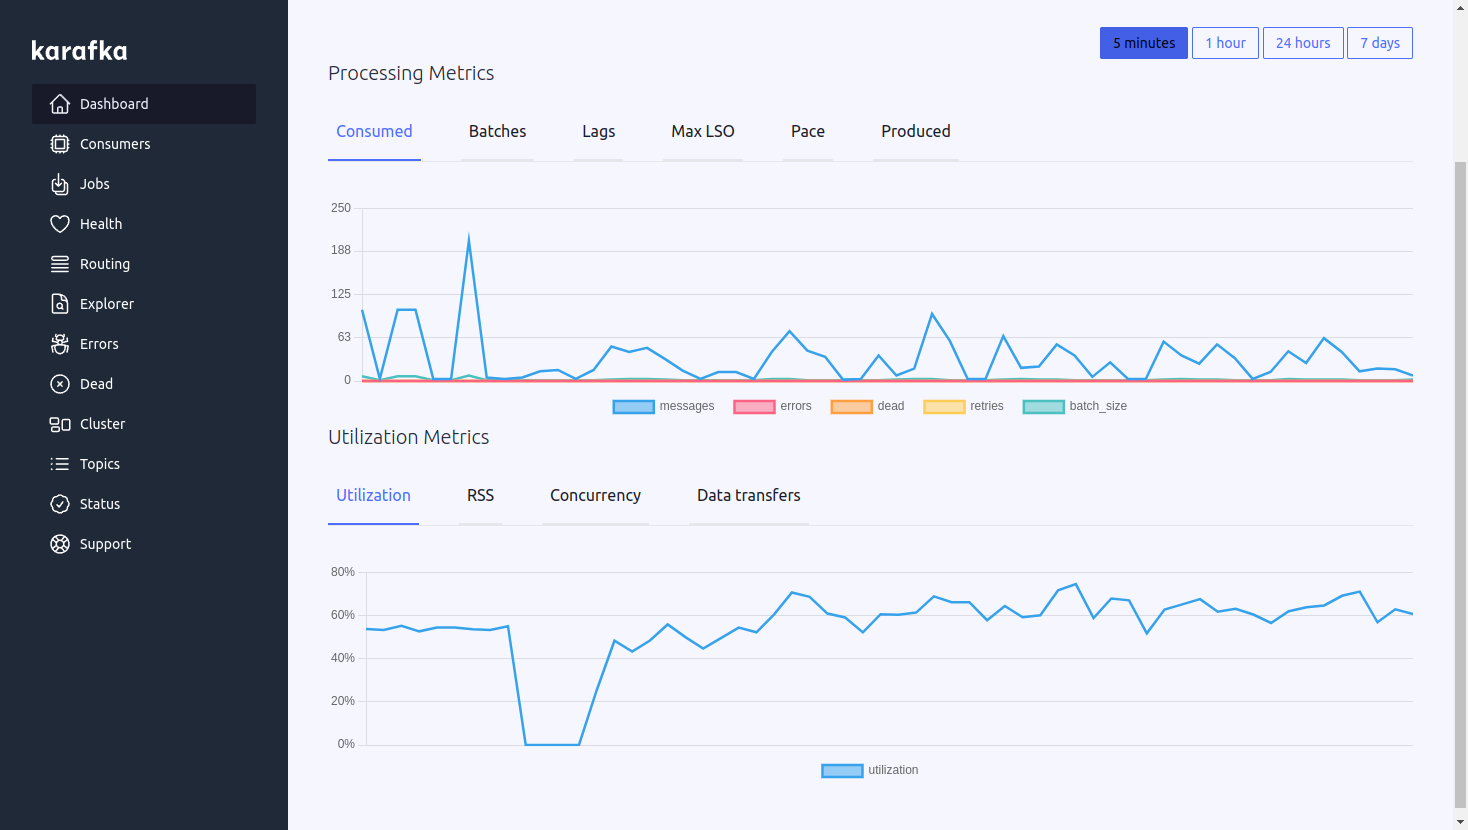 karafka
Dashboard
Consumers
Jobs
Health
Routing
Explorer
Errors
Dead
Cluster
Topics
Status
Support
5 minutes 1 hour 24 hours 7 days
Processing Metrics
Consumed Batches Lags Max LSO Pace Produced
250
188
125
63
0
messages errors dead retries batch_size
Utilization Metrics
Utilization RSS Concurrency Data transfers
80%
60%
40%
20%
0%
utilization